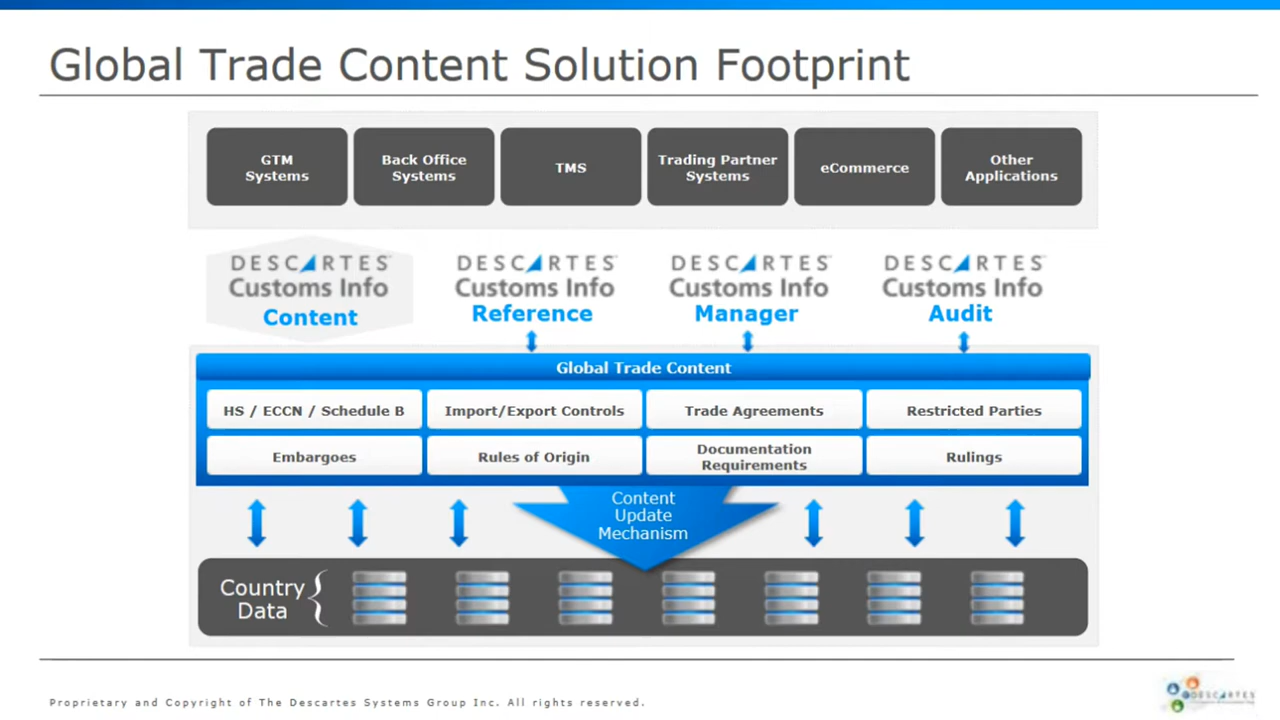 Global Trade Content Solution Footprint
GTM
Systems
Back Office
Systems
TMS
Trading Partner
Systems
eCommerce
Other
Applications
DESCARTES
Customs Info
Content
DESCARTES
Customs Info
Reference
DESCARTES
Customs Info
Manager
DESCARTES
Customs Info
Audit
Global Trade Content
HS / ECCN / Schedule B
Import/Export Controls
Trade Agreements
Restricted Parties
Embargoes
Rules of Origin
Documentation
Requirements
Rulings
Content
Update
Mechanism
Country
Data
Proprietary and Copyright of The Descartes Systems Group Inc. All rights reserved.
DESCARTES